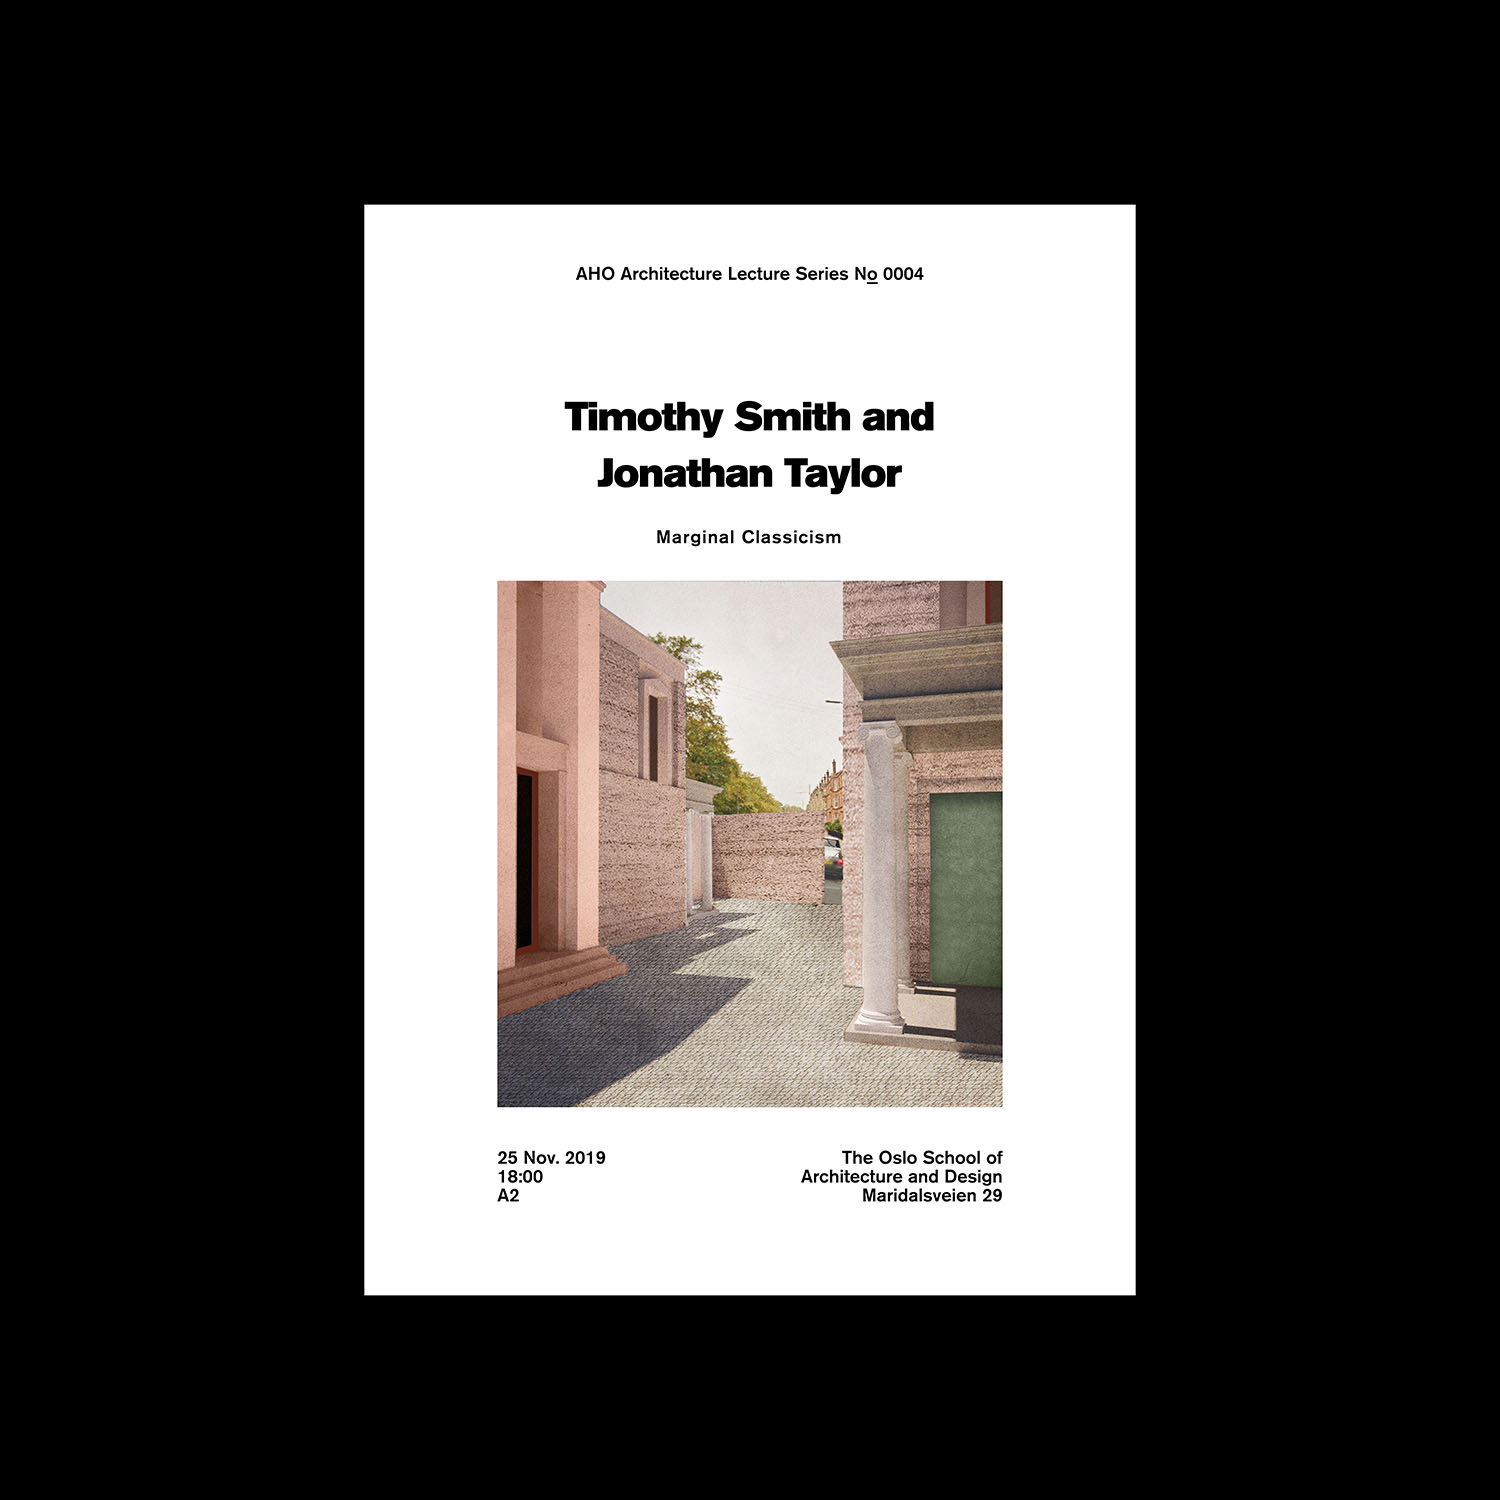 AHO Architecture Lecture Series No 0004
Timothy Smith and
Jonathan Taylor
Marginal Classicism
25 Nov. 2019
18:00
A2
The Oslo School of
Architecture and Design
Maridalsveien 29